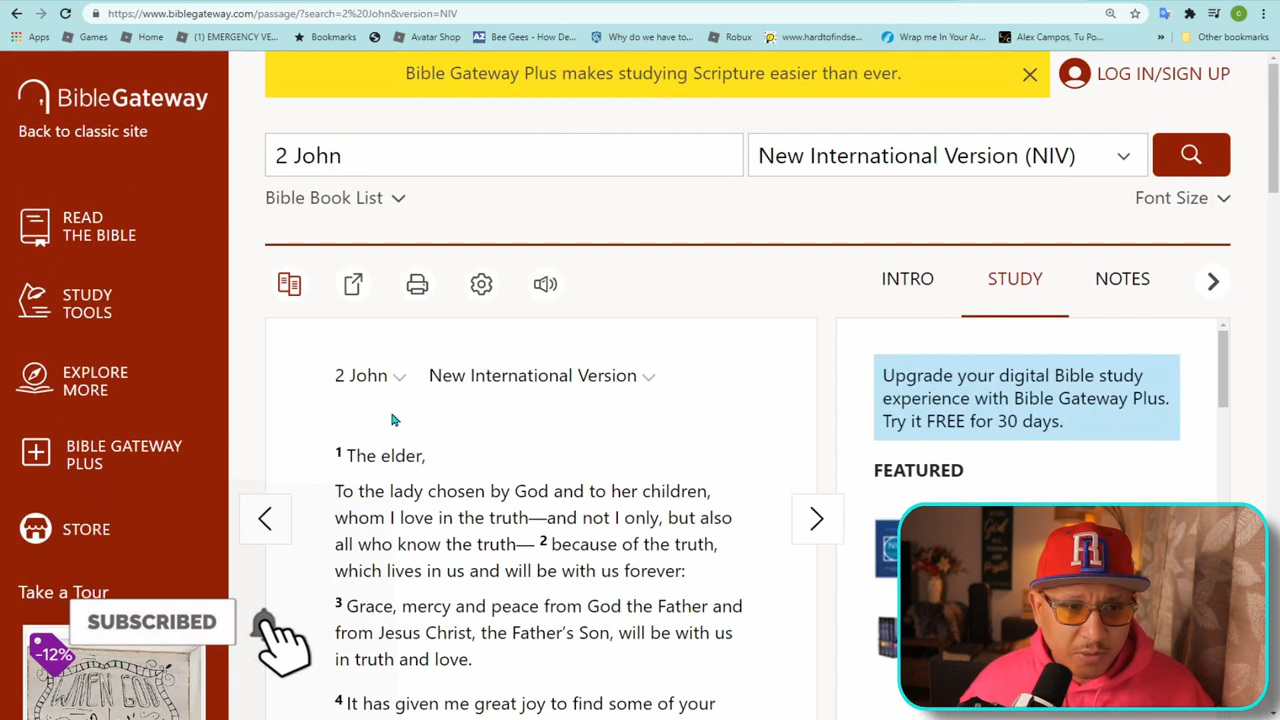 https://www.biblegateway.com/passage/?search=2%20John&version=NIV
Apps
Games
Home
(1) EMERGENCY VE...
Bookmarks
Avatar Shop
Bee Gees - How De...
Why do we have to...
Robux
www.hardtofindse...
Wrap me In Your Ar...
Alex Campos, Tu Po...
»
Other bookmarks
Bible Gateway Plus makes studying Scripture easier than ever.
LOG IN/SIGN UP
BibleGateway
Back to classic site
2 John
New International Version (NIV)
Bible Book List
Font Size
READ
THE BIBLE
STUDY
TOOLS
EXPLORE
MORE
BIBLE GATEWAY
PLUS
STORE
Take a Tour
SUBSCRIBED
-12%
WHEN GOD
INTRO
STUDY
NOTES
2 John
New International Version
1 The elder,
To the lady chosen by God and to her children,
whom I love in the truth—and not I only, but also
all who know the truth— 2 because of the truth,
which lives in us and will be with us forever:
3 Grace, mercy and peace from God the Father and
from Jesus Christ, the Father's Son, will be with us
in truth and love.
4 It has given me great joy to find some of your
Upgrade your digital Bible study
experience with Bible Gateway Plus.
Try it FREE for 30 days.
FEATURED